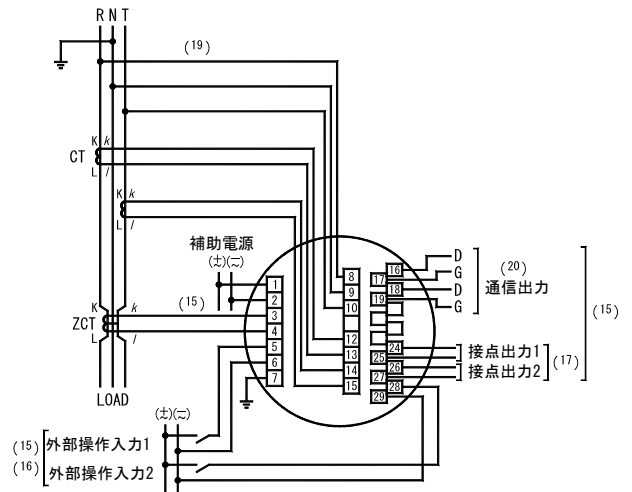 R N T
(19)
K k
CT
L l
K k
L l
補助電源
(±)(=)
(15)
K k
ZCT
L l
LOAD
1
2
3
4
5
6
7
8
9
10
12
13
14
15
16
17
18
19
24
25
26
27
28
29
D
G
D
G
(20)
通信出力
(15)
接点出力1
接点出力2
(17)
(±)(=)
(15)
(16)
外部操作入力1
外部操作入力2